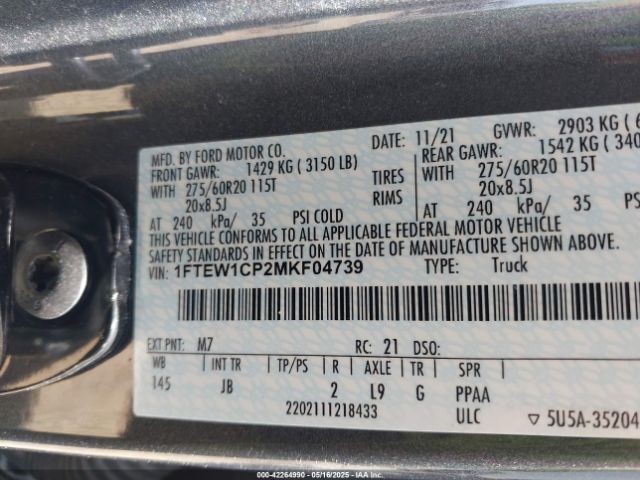 MFD. BY FORD MOTOR CO. DATE: 11/21 GVWR: 2903 KG (
FRONT GAWR: 1429 KG ( 3150 LB) REAR GAWR: 1542 KG ( 340
WITH 275/60R20 115T TIRES WITH 275/60R20 115T
20x8.5J RIMS 20x8.5J
AT 240 kPa/ 35 PSI COLD AT 240 kPa/ 35 PSI
THIS VEHICLE CONFORMS TO ALL APPLICABLE FEDERAL MOTOR VEHICLE
SAFETY STANDARDS IN EFFECT ON THE DATE OF MANUFACTURE SHOWN ABOVE.
VIN: 1FTEW1CP2MKF04739 TYPE: Truck
EXT PNT: M7 RC: 21 DSO:
WB INT TR TP/PS R AXLE TR SPR
145 JB 2 L9 G PPAA
2202111218433 ULC ▽ 5U5A-35204
000-42264990 - 05/16/2025 - IAAI.com